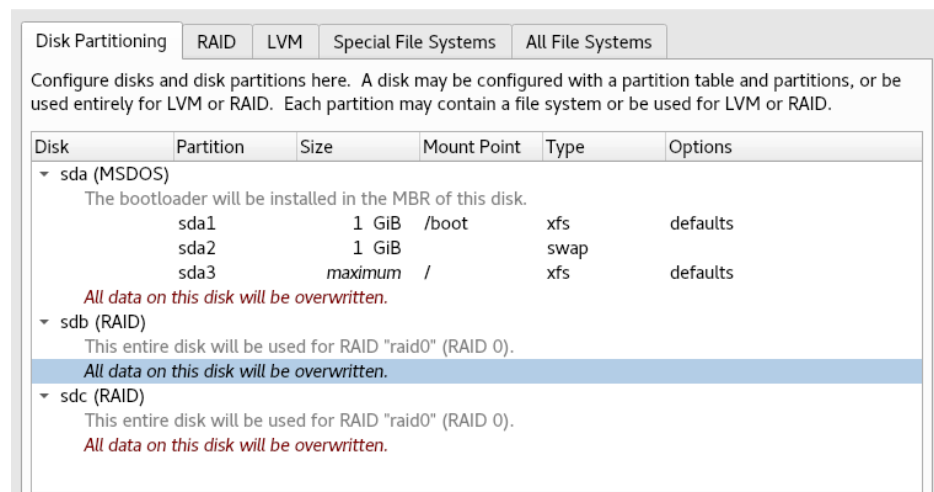 Disk Partitioning RAID LVM Special File Systems All File Systems
Configure disks and disk partitions here. A disk may be configured with a partition table and partitions, or be
used entirely for LVM or RAID. Each partition may contain a file system or be used for LVM or RAID.
Disk Partition Size Mount Point Type Options
sda (MSDOS)
The bootloader will be installed in the MBR of this disk.
sda1 1 GiB /boot xfs defaults
sda2 1 GiB swap
sda3 maximum / xfs defaults
All data on this disk will be overwritten.
sdb (RAID)
This entire disk will be used for RAID "raid0" (RAID 0).
All data on this disk will be overwritten.
sdc (RAID)
This entire disk will be used for RAID "raid0" (RAID 0).
All data on this disk will be overwritten.